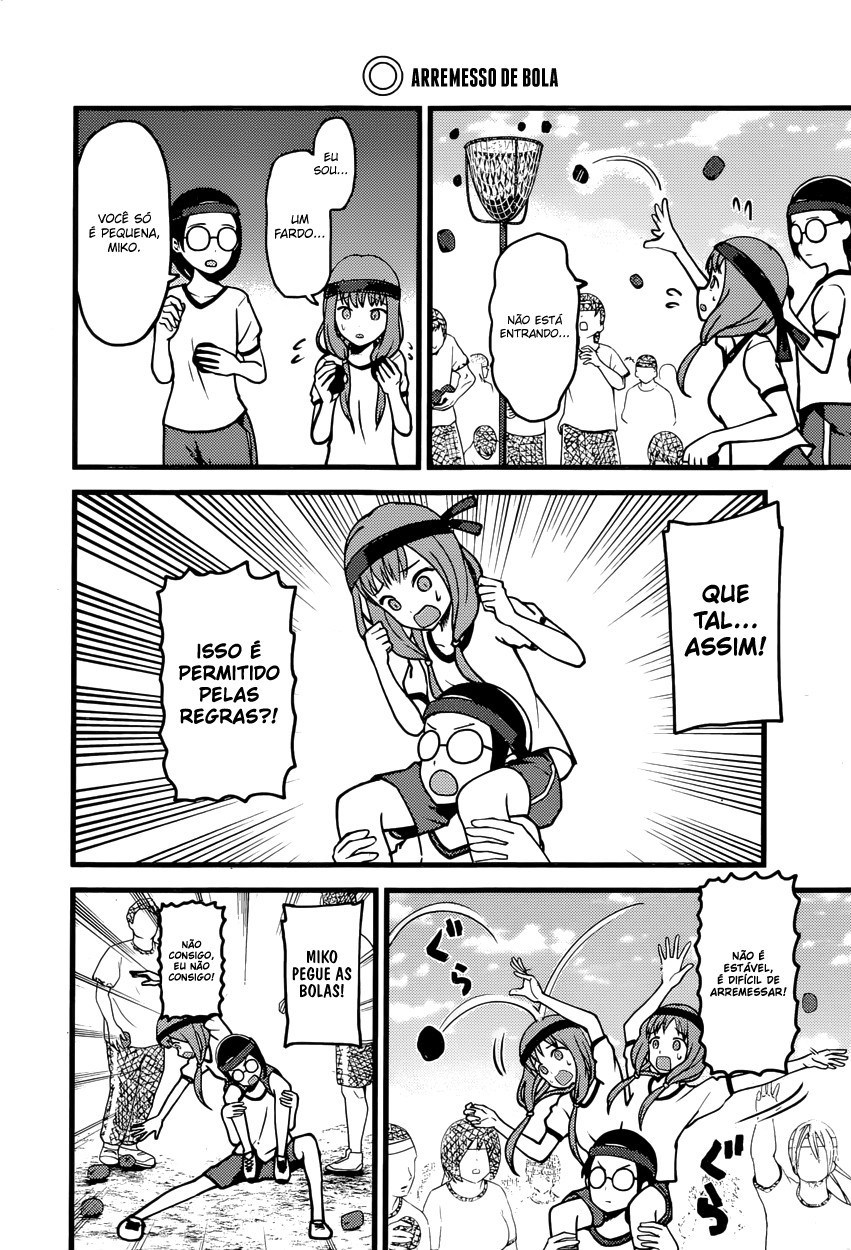 ARREMESSO DE BOLA
NÃO ESTÁ
ENTRANDO...
EU
SOU...
UM
FARDO...
VOCÊ SÓ
É PEQUENA,
MIKO.
QUE
TAL...
ASSIM!
ISSO É
PERMITIDO
PELAS
REGRAS?!
NÃO É
ESTÁVEL,
É DIFÍCIL DE
ARREMESSAR!
ぐら
ぐら
MIKO
PEGUE AS
BOLAS!
NÃO
CONSIGO,
EU NÃO
CONSIGO!